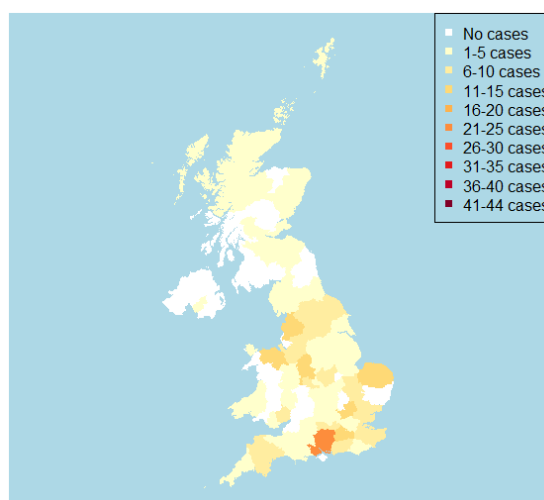 No cases
1-5 cases
6-10 cases
11-15 cases
16-20 cases
21-25 cases
26-30 cases
31-35 cases
36-40 cases
41-44 cases